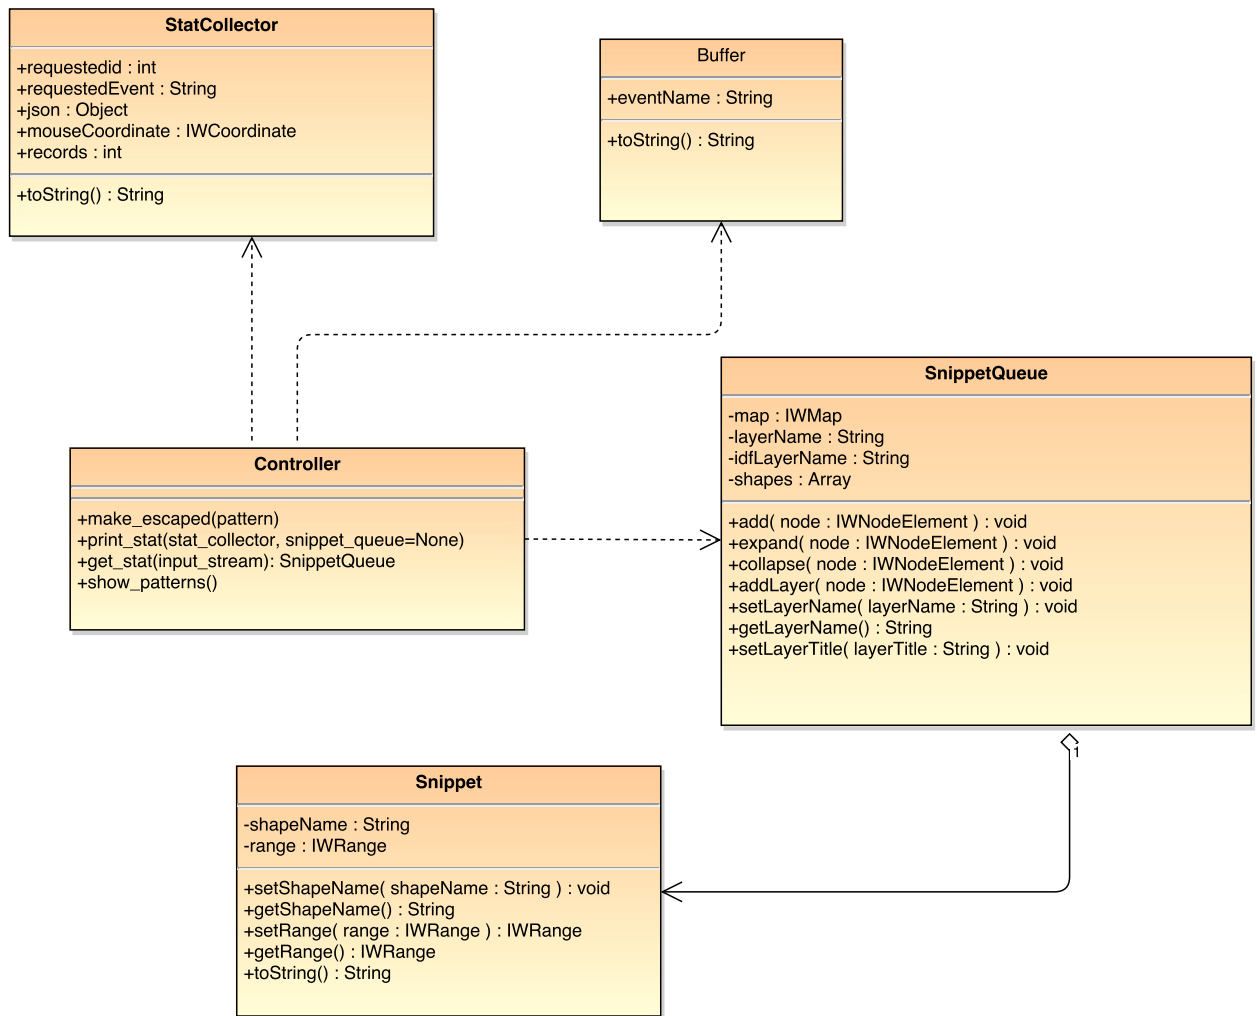 StatCollector
+requestedid : int
+requestedEvent : String
+json : Object
+mouseCoordinate : IWCoordinate
+records : int
+toString() : String
Buffer
+eventName : String
+toString() : String
Controller
+make_escaped(pattern)
+print_stat(stat_collector, snippet_queue=None)
+get_stat(input_stream): SnippetQueue
+show_patterns()
SnippetQueue
-map : IWMap
-layerName : String
-idfLayerName : String
-shapes : Array
+add( node : IWNodeElement ) : void
+expand( node : IWNodeElement ) : void
+collapse( node : IWNodeElement ) : void
+addLayer( node : IWNodeElement ) : void
+setLayerName( layerName : String ) : void
+getLayerName() : String
+setLayerTitle( layerTitle : String ) : void
1
Snippet
-shapeName : String
-range : IWRange
+setShapeName( shapeName : String ) : void
+getShapeName() : String
+setRange( range : IWRange ) : IWRange
+getRange() : IWRange
+toString() : String